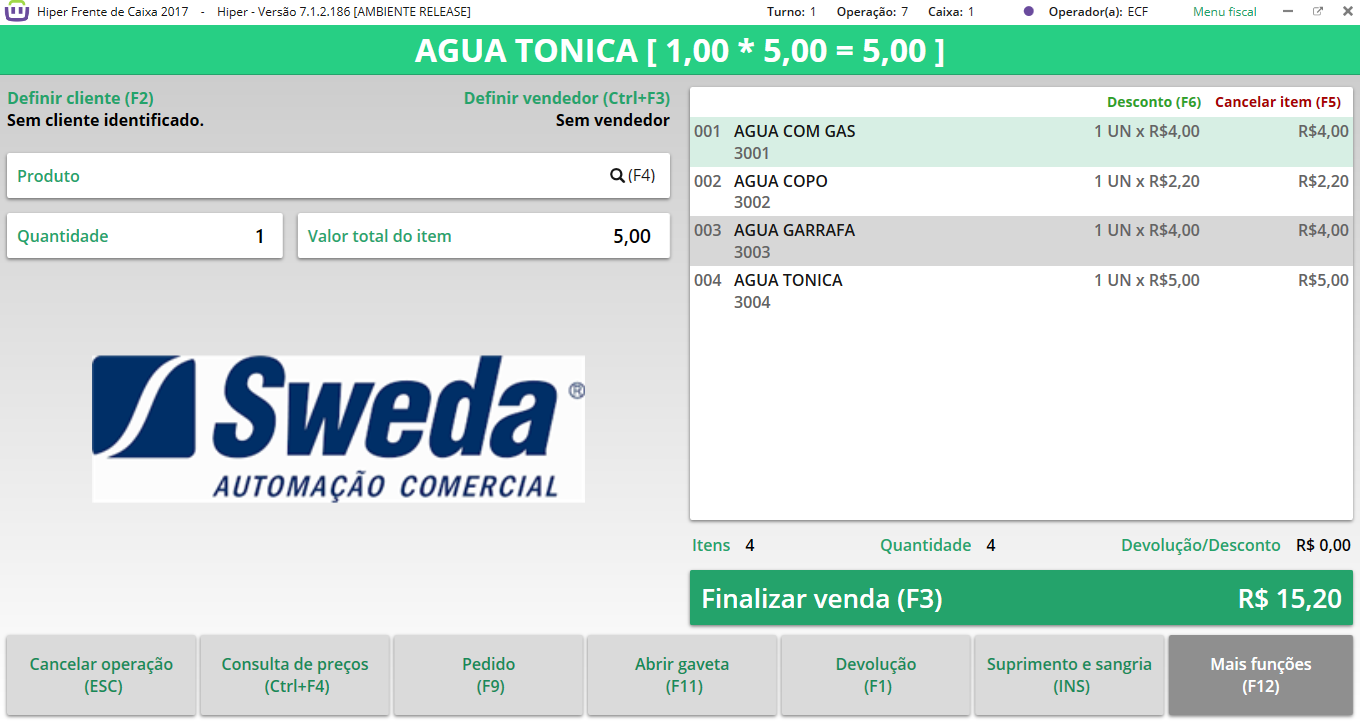 Hiper Frente de Caixa 2017 - Hiper - Versão 7.1.2.186 [AMBIENTE RELEASE] Turno: 1 Operação: 7 Caixa: 1 Operador(a): ECF Menu fiscal
AGUA TONICA [ 1,00 * 5,00 = 5,00 ]
Definir cliente (F2) Definir vendedor (Ctrl+F3)
Sem cliente identificado. Sem vendedor
Produto (F4)
Quantidade 1 Valor total do item 5,00
Sweda ®
AUTOMAÇÃO COMERCIAL
Desconto (F6) Cancelar item (F5)
001 AGUA COM GAS 1 UN x R$4,00 R$4,00
3001
002 AGUA COPO 1 UN x R$2,20 R$2,20
3002
003 AGUA GARRAFA 1 UN x R$4,00 R$4,00
3003
004 AGUA TONICA 1 UN x R$5,00 R$5,00
3004
Itens 4 Quantidade 4 Devolução/Desconto R$ 0,00
Finalizar venda (F3) R$ 15,20
Cancelar operação
(ESC)
Consulta de preços
(Ctrl+F4)
Pedido
(F9)
Abrir gaveta
(F11)
Devolução
(F1)
Suprimento e sangria
(INS)
Mais funções
(F12)